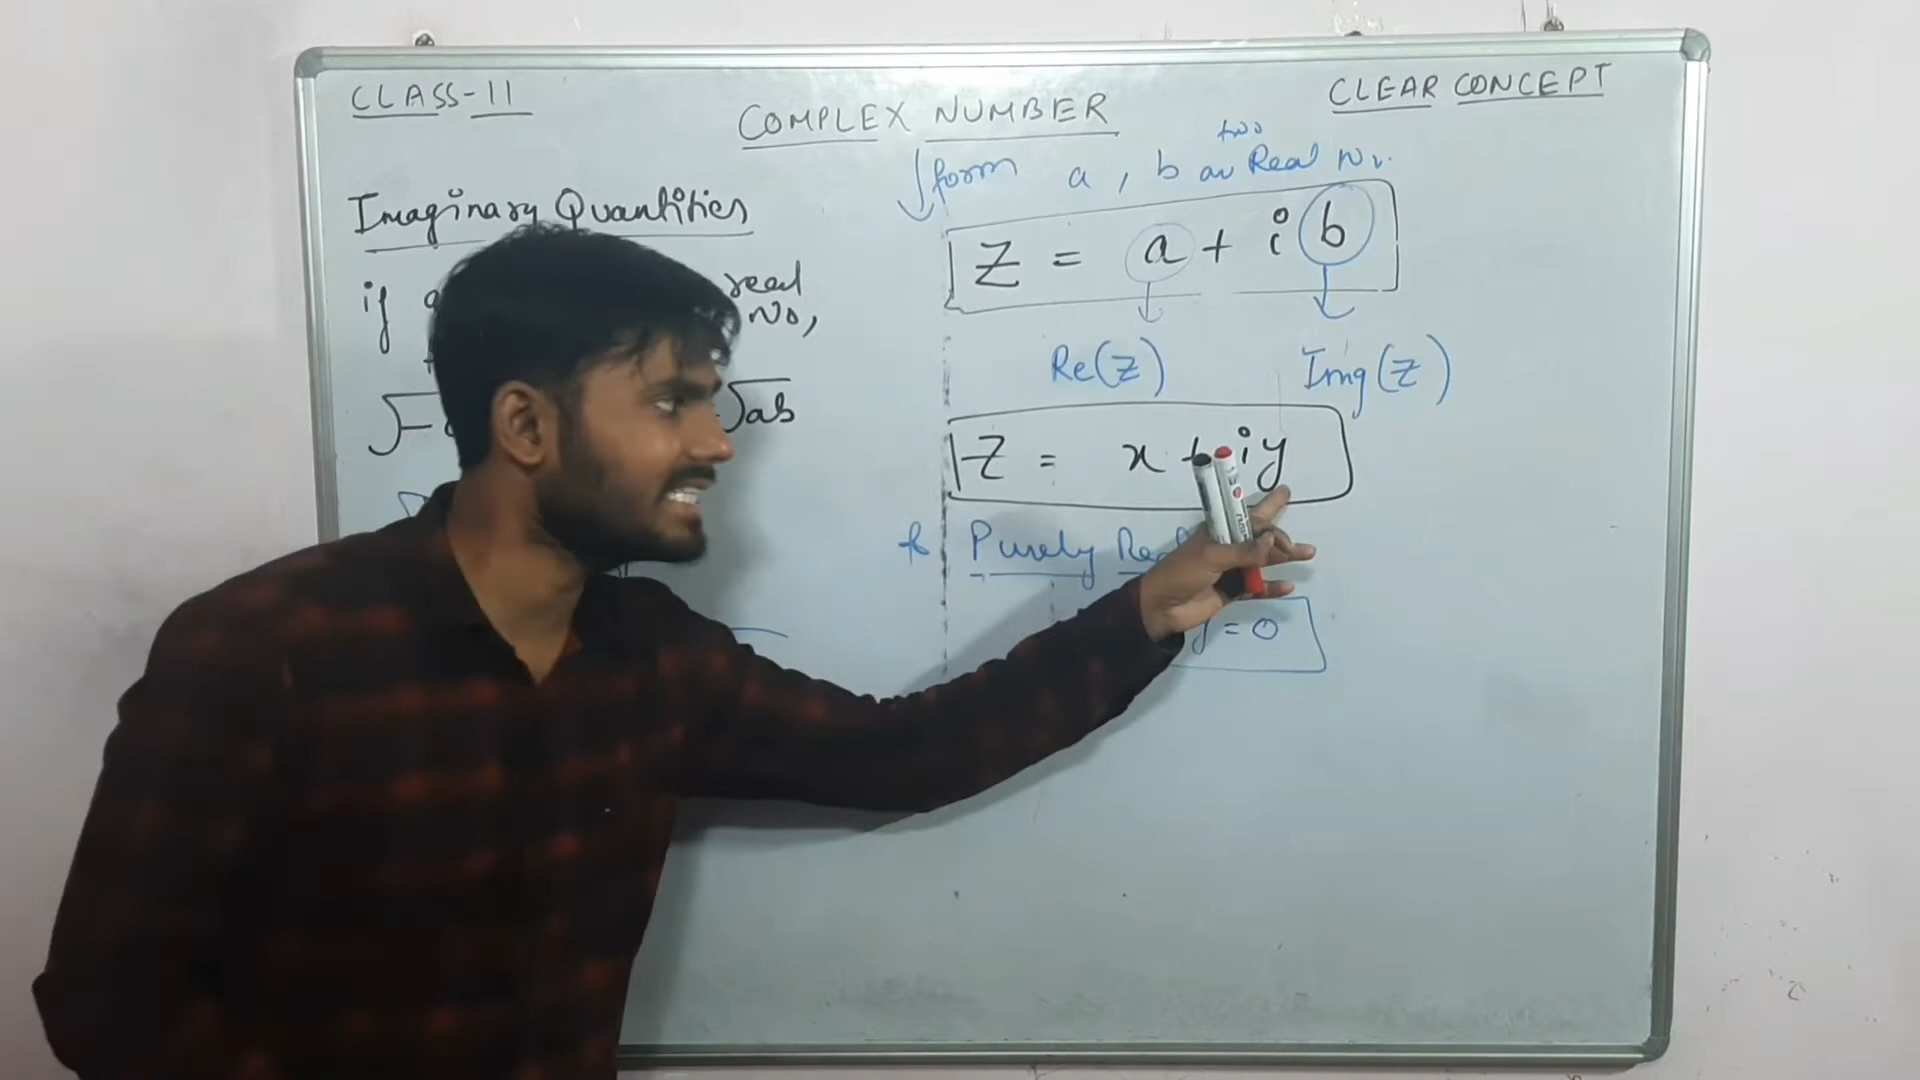 CLASS-11
COMPLEX NUMBER
CLEAR CONCEPT
Imaginary Quantities
if
real
No,
√ab
form a, b are two Real No.
Z = a + i b
Re(Z) Img(Z)
Z = x + iy
* Purely Real
y = 0